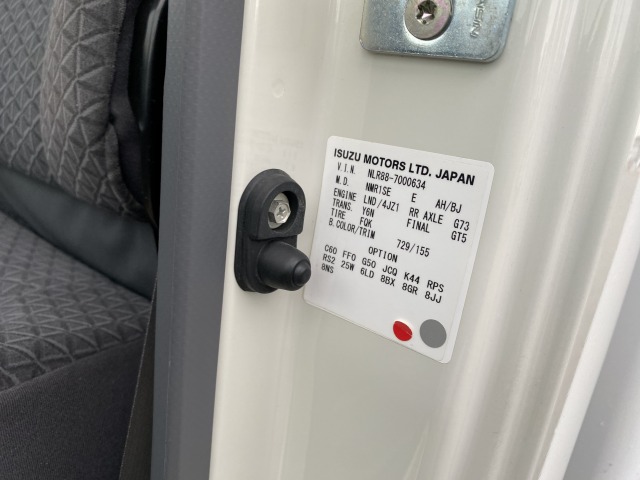 ISUZU MOTORS LTD. JAPAN
V.I.N. NLR88-7000634
M.D. NMR1SE E AH/BJ
ENGINE LND/4JZ1 RR AXLE G73
TRANS. Y6N FINAL GT5
TIRE FQK
B.COLOR/TRIM 729/155
OPTION
C60 FF0 G50 JCQ K44 RPS
RS2 25W 6LD 8BX 8GR 8JJ
8NS